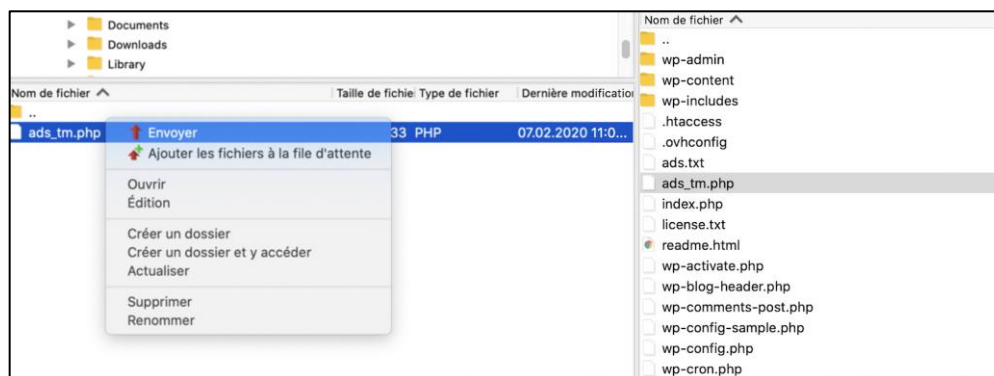 Documents
Downloads
Library
Nom de fichier Taille de fichie Type de fichier Dernière modification
..
ads_tm.php 33 PHP 07.02.2020 11:0...
Envoyer
Ajouter les fichiers à la file d'attente
Ouvrir
Édition
Créer un dossier
Créer un dossier et y accéder
Actualiser
Supprimer
Renommer
Nom de fichier
..
wp-admin
wp-content
wp-includes
.htaccess
.ovhconfig
ads.txt
ads_tm.php
index.php
license.txt
readme.html
wp-activate.php
wp-blog-header.php
wp-comments-post.php
wp-config-sample.php
wp-config.php
wp-cron.php